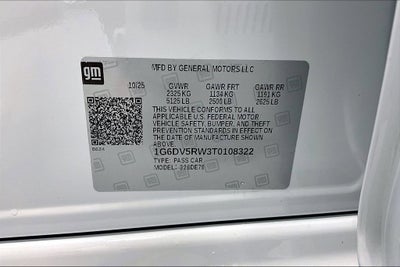 gm
MFD BY GENERAL MOTORS LLC
10/25 GVWR GAWR FRT GAWR RR
2325 KG 1134 KG 1191 KG
5125 LB 2500 LB 2625 LB
THIS VEHICLE CONFORMS TO ALL
APPLICABLE U.S. FEDERAL MOTOR
VEHICLE SAFETY, BUMPER, AND THEFT
PREVENTION STANDARDS IN EFFECT ON
THE DATE OF MANUFACTURE SHOWN ABOVE.
1G6DV5RW3T0108322
TYPE: PASS CAR